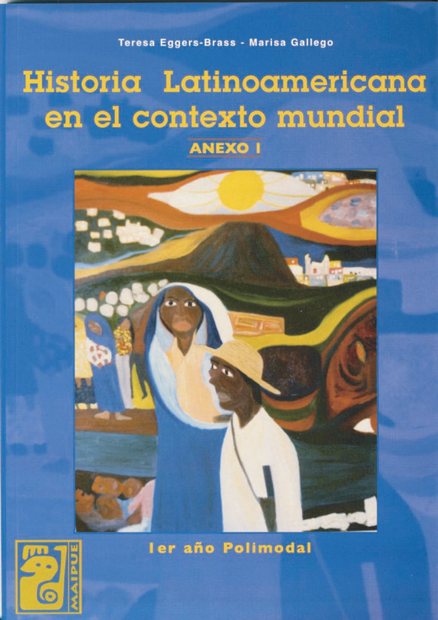 Teresa Eggers-Brass - Marisa Gallego
Historia Latinoamericana
en el contexto mundial
ANEXO I
1er año Polimodal
MAIPUE